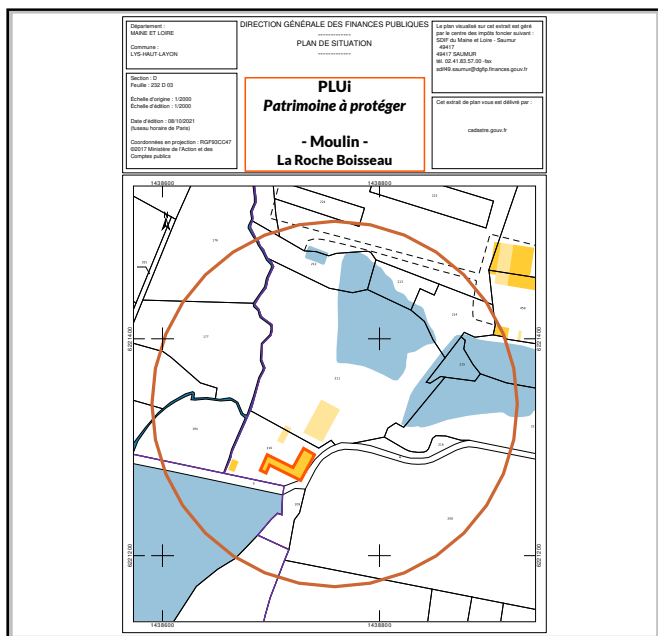 Département :
MAINE ET LOIRE
Commune :
LYS-HAUT-LAYON
Section : D
Feuille : 232 D 03
Échelle d'origine : 1/2000
Échelle d'édition : 1/2000
Date d'édition : 08/10/2021
(fuseau horaire de Paris)
Coordonnées en projection : RGF93CC47
©2017 Ministère de l'Action et des
Comptes publics
DIRECTION GÉNÉRALE DES FINANCES PUBLIQUES
-------------
PLAN DE SITUATION
-------------
PLUi
Patrimoine à protéger
- Moulin -
La Roche Boisseau
Le plan visualisé sur cet extrait est géré
par le centre des impôts foncier suivant :
SDIF du Maine et Loire - Saumur
49417
49417 SAUMUR
tél. 02.41.83.57.00 -fax
sdif49.saumur@dgfip.finances.gouv.fr
Cet extrait de plan vous est délivré par :
cadastre.gouv.fr
1438600
1438800
6221400
6221400
6221200
6221200
1438600
1438800